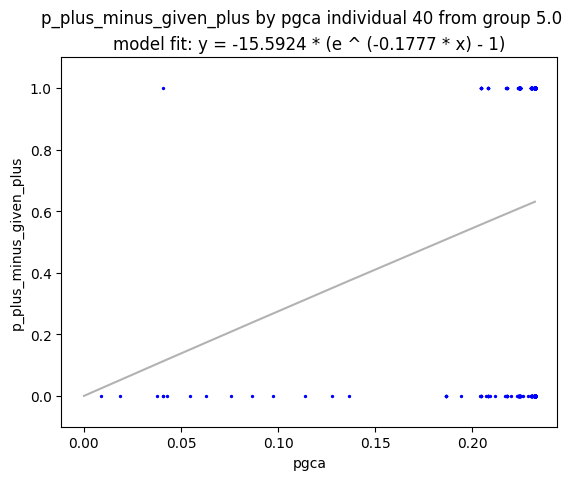 p_plus_minus_given_plus by pgca individual 40 from group 5.0
model fit: y = -15.5924 * (e ^ (-0.1777 * x) - 1)
1.0
0.8
0.6
0.4
0.2
0.0
p_plus_minus_given_plus
0.00
0.05
0.10
0.15
0.20
pgca